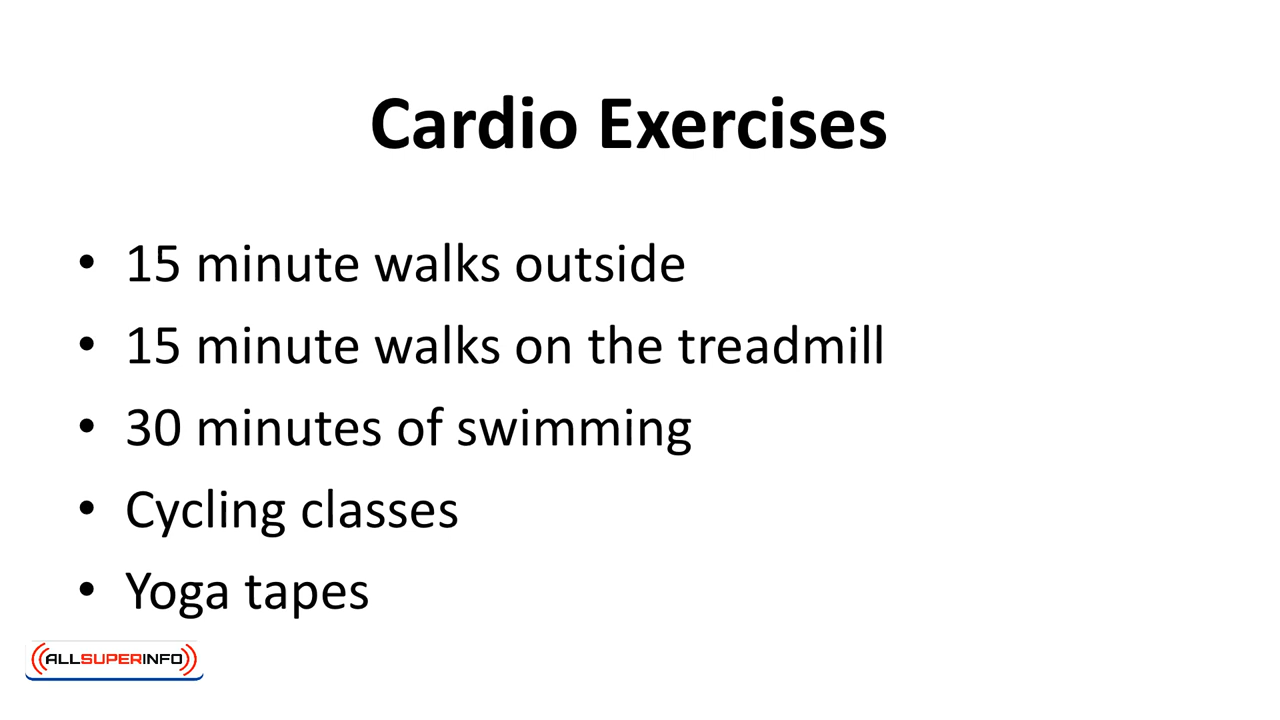 Cardio Exercises
• 15 minute walks outside
• 15 minute walks on the treadmill
• 30 minutes of swimming
• Cycling classes
• Yoga tapes
ALLSUPERINFO